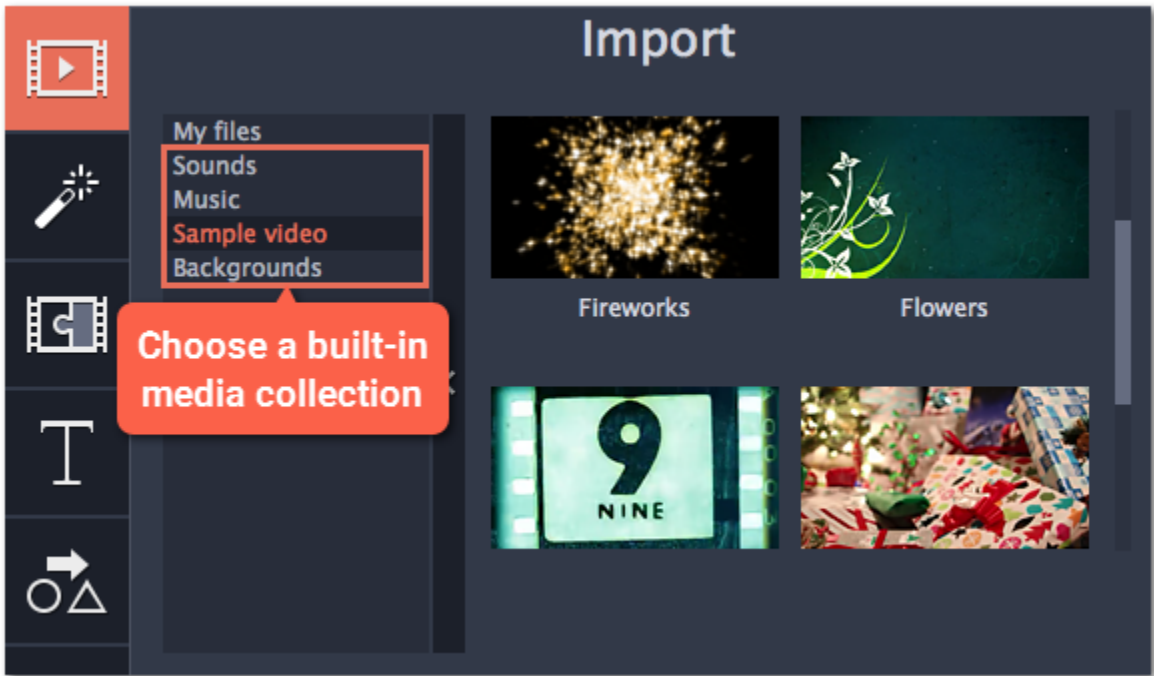 Import
My files
Sounds
Music
Sample video
Backgrounds
Choose a built-in
media collection
Fireworks
Flowers
9
NINE